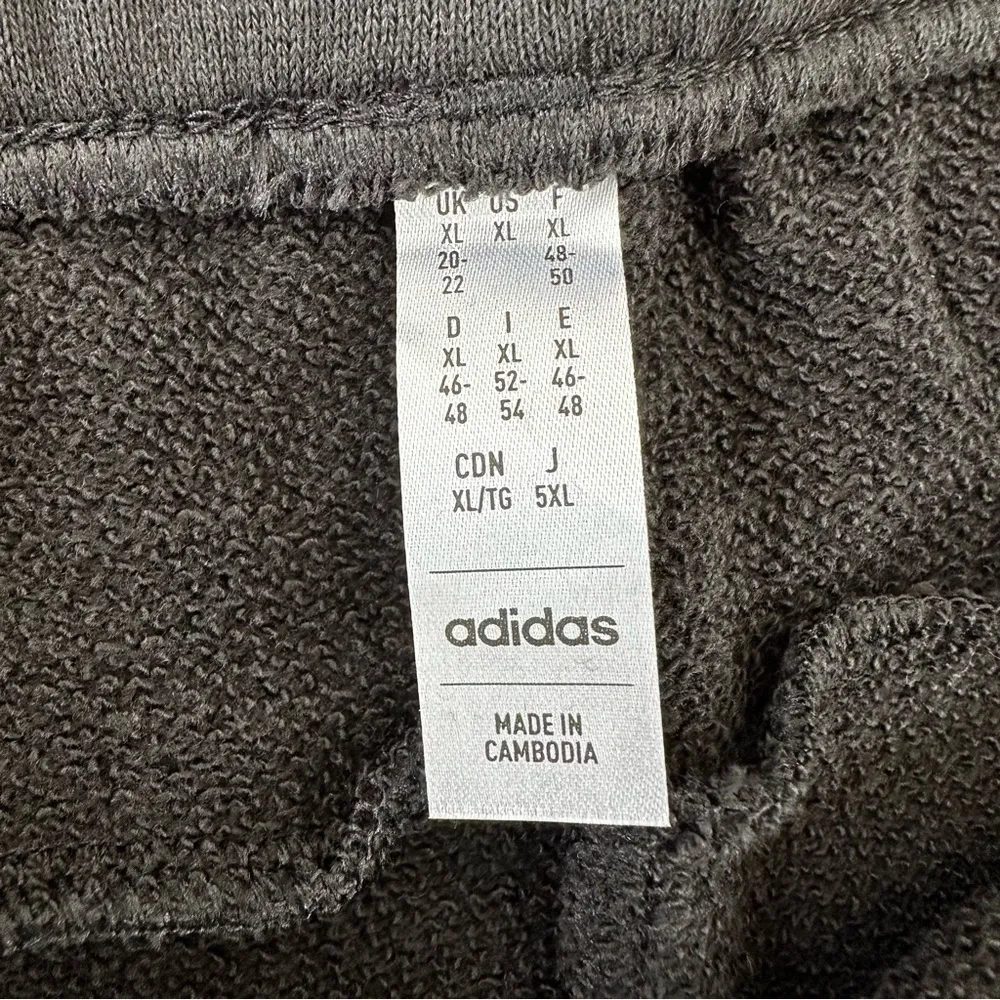 UK US F
XL XL XL
20- 48-
22 50
D I E
XL XL XL
46- 52- 46-
48 54 48
CDN J
XL/TG 5XL
adidas
MADE IN
CAMBODIA